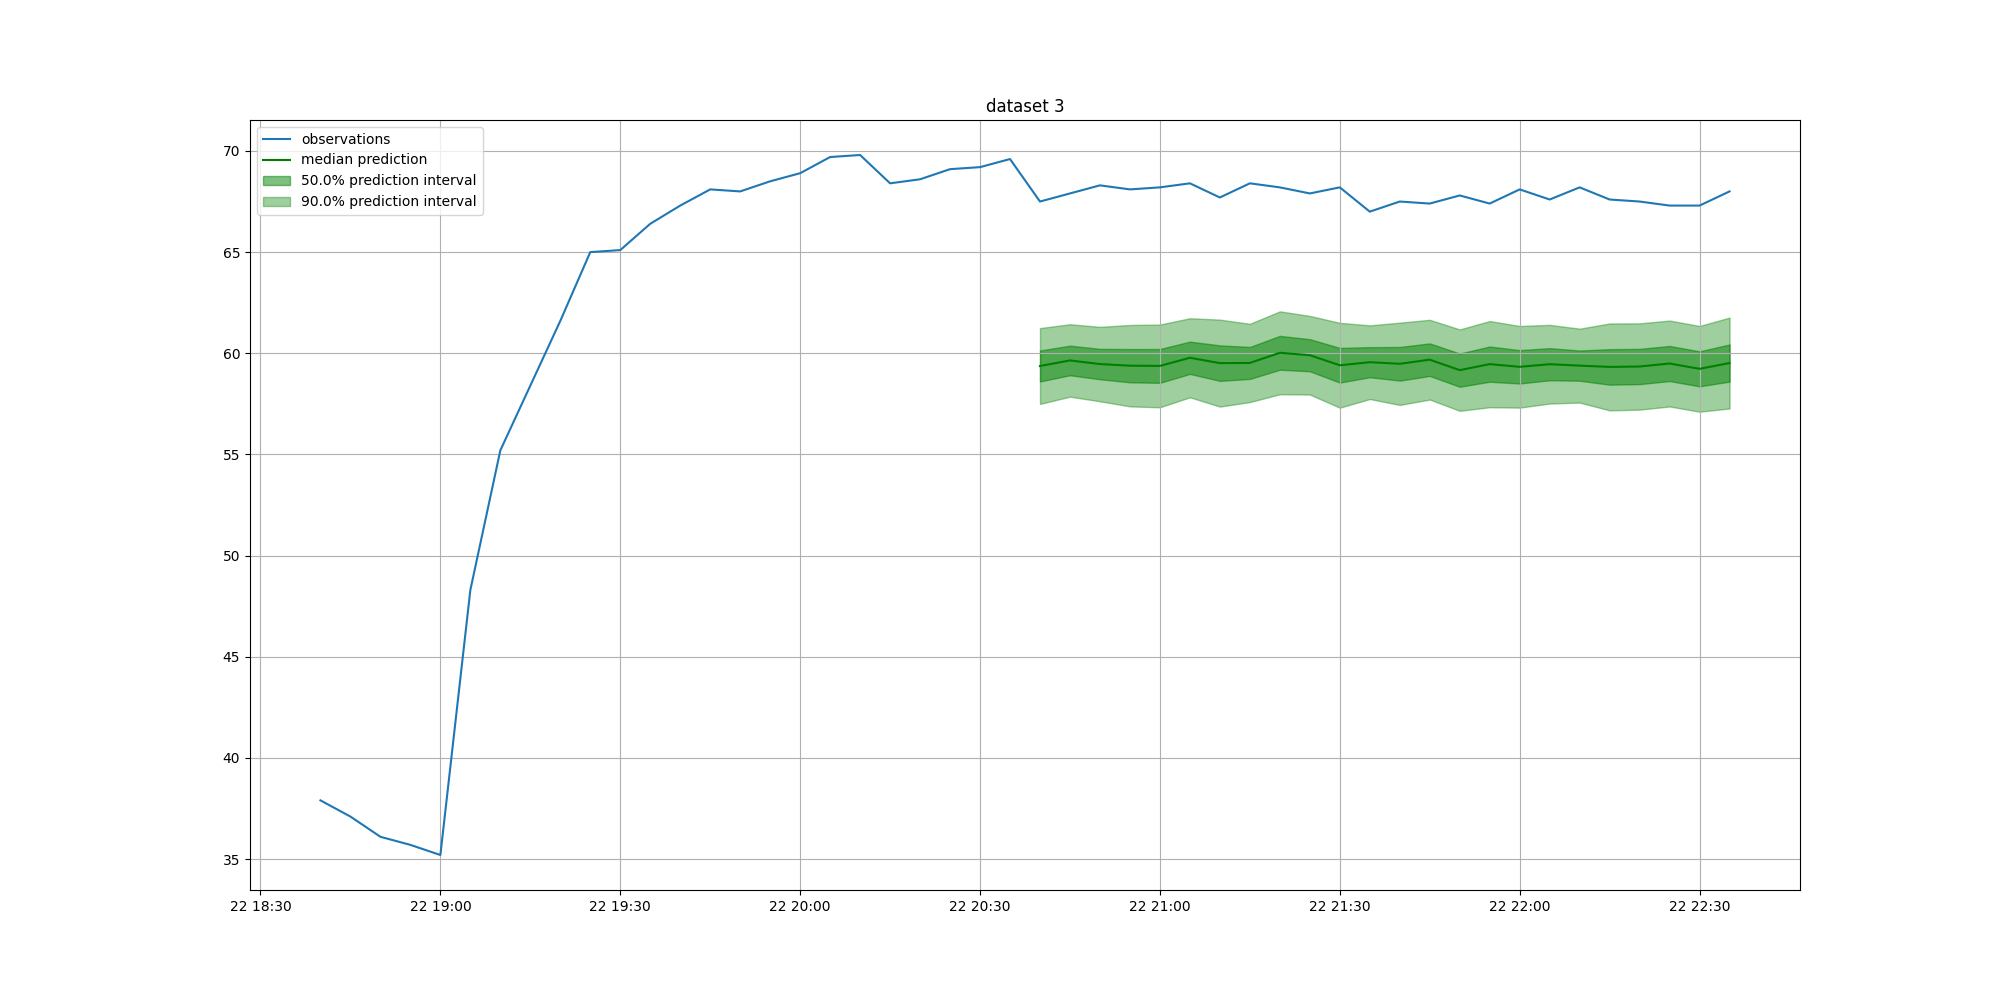 dataset 3
observations
median prediction
50.0% prediction interval
90.0% prediction interval
70
65
60
55
50
45
40
35
22 18:30 22 19:00 22 19:30 22 20:00 22 20:30 22 21:00 22 21:30 22 22:00 22 22:30